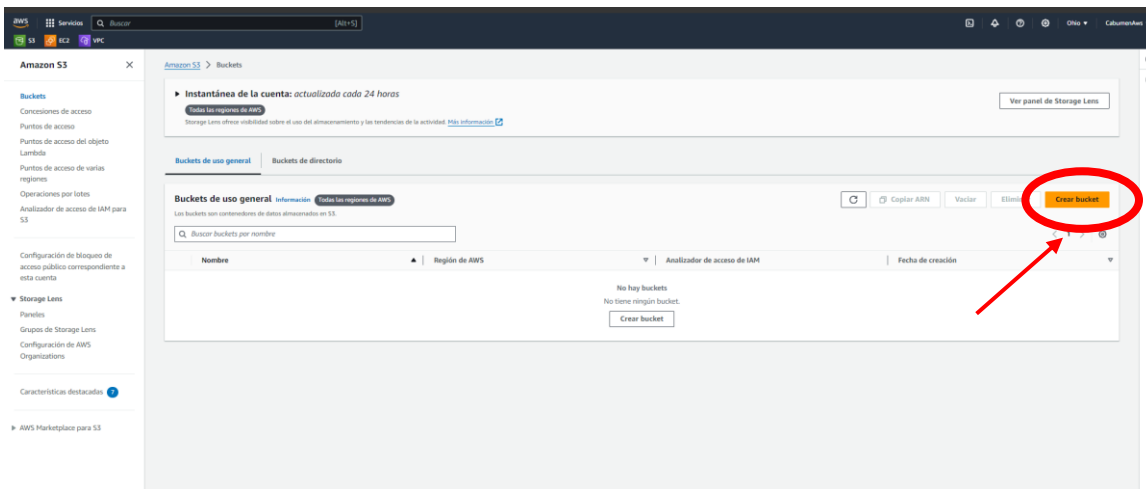 aws
Servicios
Buscar
[Alt+S]
Ohio
CabumanAws
S3
EC2
VPC
Amazon S3
Amazon S3 > Buckets
Buckets
Concesiones de acceso
Puntos de acceso
Puntos de acceso del objeto
Lambda
Puntos de acceso de varias
regiones
Operaciones por lotes
Analizador de acceso de IAM para
S3
Configuración de bloqueo de
acceso público correspondiente a
esta cuenta
Storage Lens
Paneles
Grupos de Storage Lens
Configuración de AWS
Organizations
Características destacadas 7
AWS Marketplace para S3
Instantánea de la cuenta: actualizada cada 24 horas
Todas las regiones de AWS
Storage Lens ofrece visibilidad sobre el uso del almacenamiento y las tendencias de la actividad. Más información
Ver panel de Storage Lens
Buckets de uso general
Buckets de directorio
Buckets de uso general Información Todas las regiones de AWS
Los buckets son contenedores de datos almacenados en S3.
Copiar ARN
Vaciar
Crear bucket
Buscar buckets por nombre
1
Nombre
Región de AWS
Analizador de acceso de IAM
Fecha de creación
No hay buckets
No tiene ningún bucket.
Crear bucket